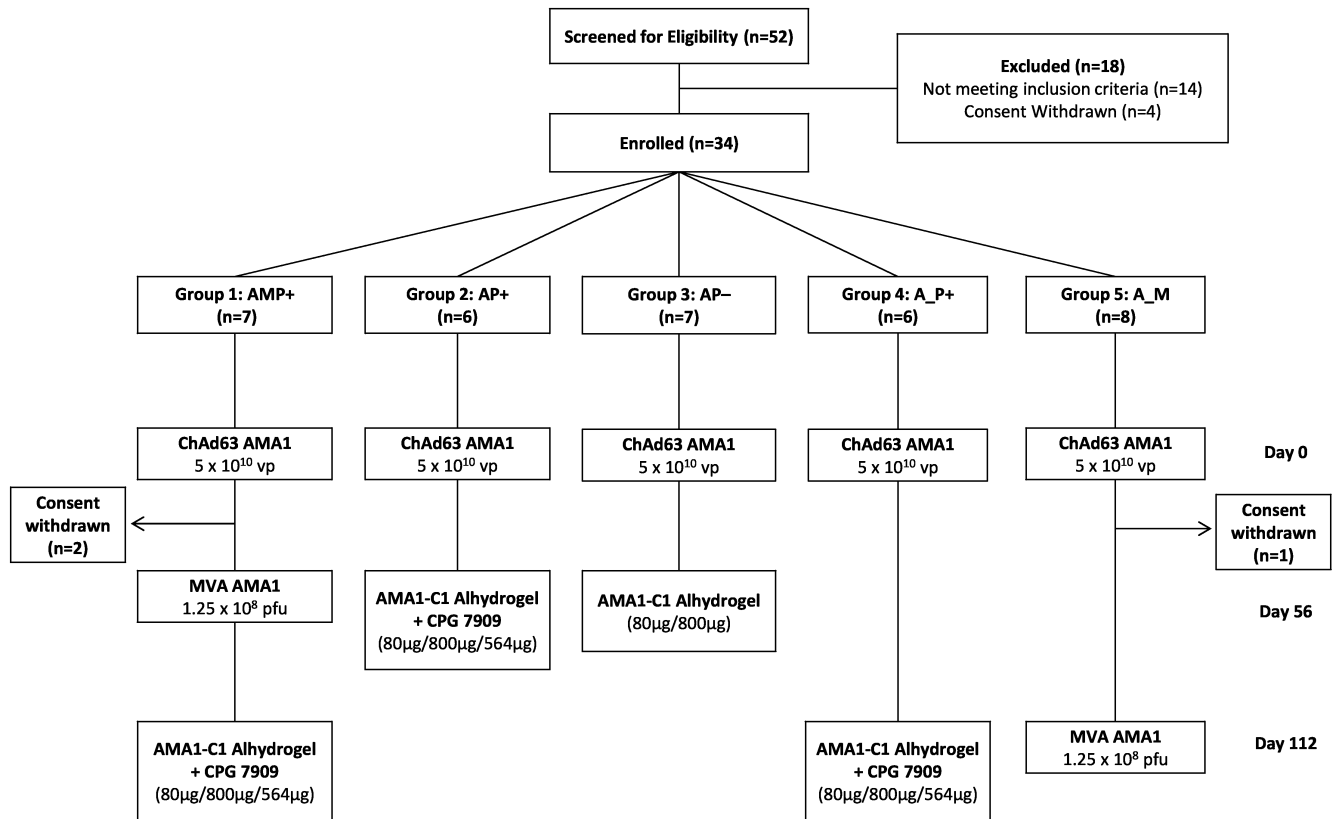 Screened for Eligibility (n=52)
Excluded (n=18)
Not meeting inclusion criteria (n=14)
Consent Withdrawn (n=4)
Enrolled (n=34)
Group 1: AMP+
(n=7)
Group 2: AP+
(n=6)
Group 3: AP–
(n=7)
Group 4: A_P+
(n=6)
Group 5: A_M
(n=8)
ChAd63 AMA1
5 x 10¹⁰ vp
ChAd63 AMA1
5 x 10¹⁰ vp
ChAd63 AMA1
5 x 10¹⁰ vp
ChAd63 AMA1
5 x 10¹⁰ vp
ChAd63 AMA1
5 x 10¹⁰ vp
Day 0
Consent
withdrawn
(n=2)
Consent
withdrawn
(n=1)
MVA AMA1
1.25 x 10⁸ pfu
AMA1-C1 Alhydrogel
+ CPG 7909
(80µg/800µg/564µg)
AMA1-C1 Alhydrogel
(80µg/800µg)
Day 56
AMA1-C1 Alhydrogel
+ CPG 7909
(80µg/800µg/564µg)
AMA1-C1 Alhydrogel
+ CPG 7909
(80µg/800µg/564µg)
MVA AMA1
1.25 x 10⁸ pfu
Day 112